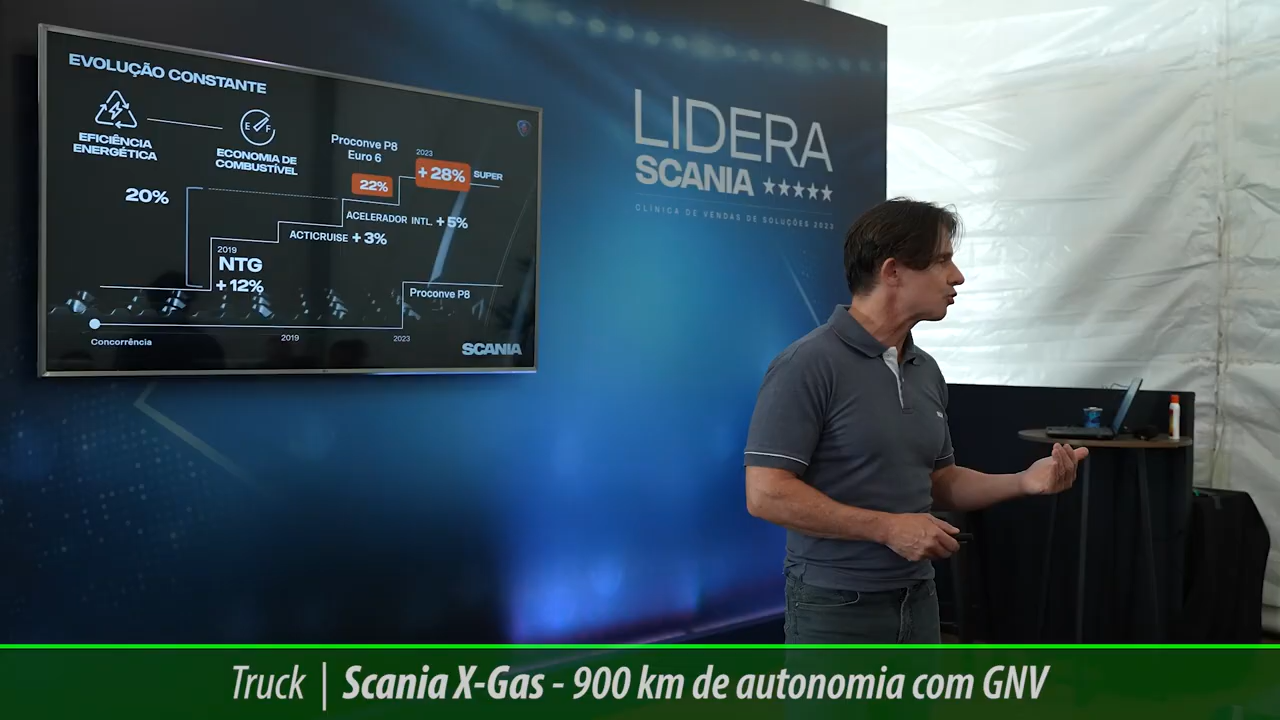 EVOLUÇÃO CONSTANTE
EFICIÊNCIA
ENERGÉTICA
E F
ECONOMIA DE
COMBUSTÍVEL
Proconve P8
Euro 6
22%
2023
+ 28% SUPER
20%
ACELERADOR INTL. + 5%
ACTICRUISE + 3%
2019
NTG
+ 12%
Proconve P8
Concorrência
2019
2023
SCANIA
LIDERA
SCANIA ★★★★★
CLÍNICA DE VENDAS DE SOLUÇÕES 2023
Truck | Scania X-Gas - 900 km de autonomia com GNV